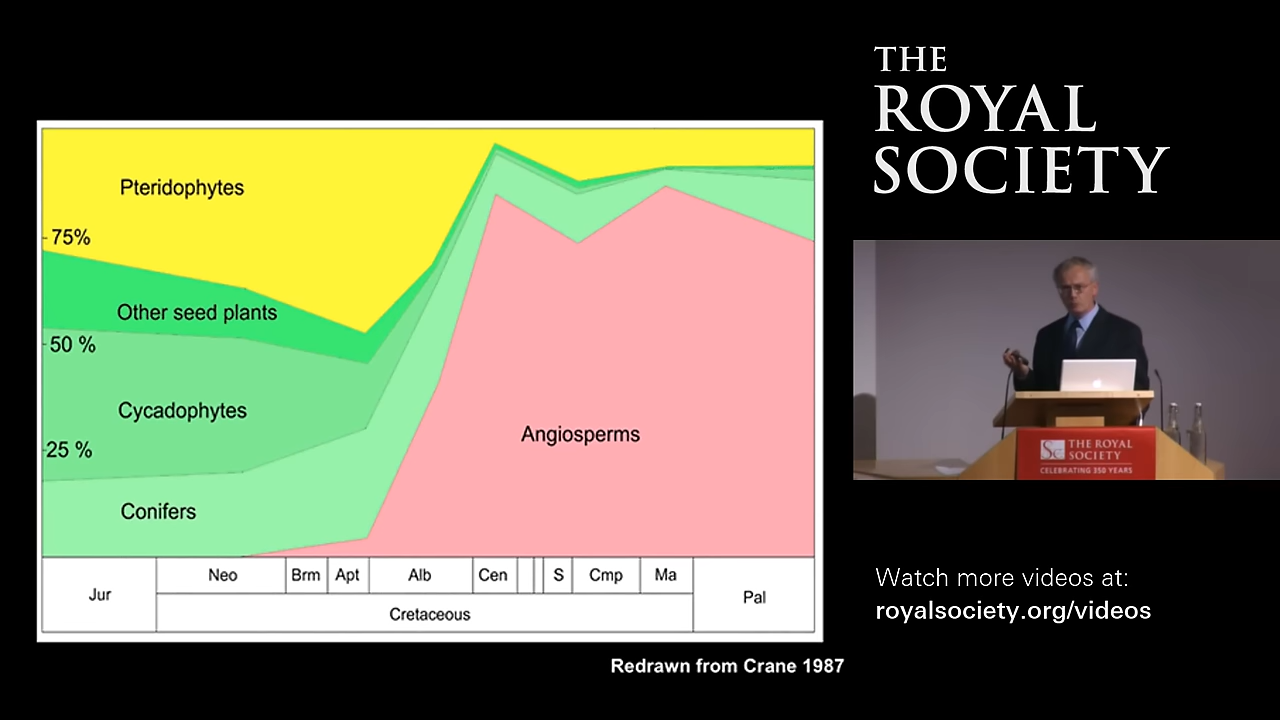 THE
ROYAL
SOCIETY
Pteridophytes
75%
Other seed plants
50 %
Cycadophytes
25 %
Angiosperms
Conifers
Jur
Neo
Brm
Apt
Alb
Cen
S
Cmp
Ma
Pal
Cretaceous
Redrawn from Crane 1987
THE ROYAL
SOCIETY
CELEBRATING 350 YEARS
Watch more videos at:
royalsociety.org/videos